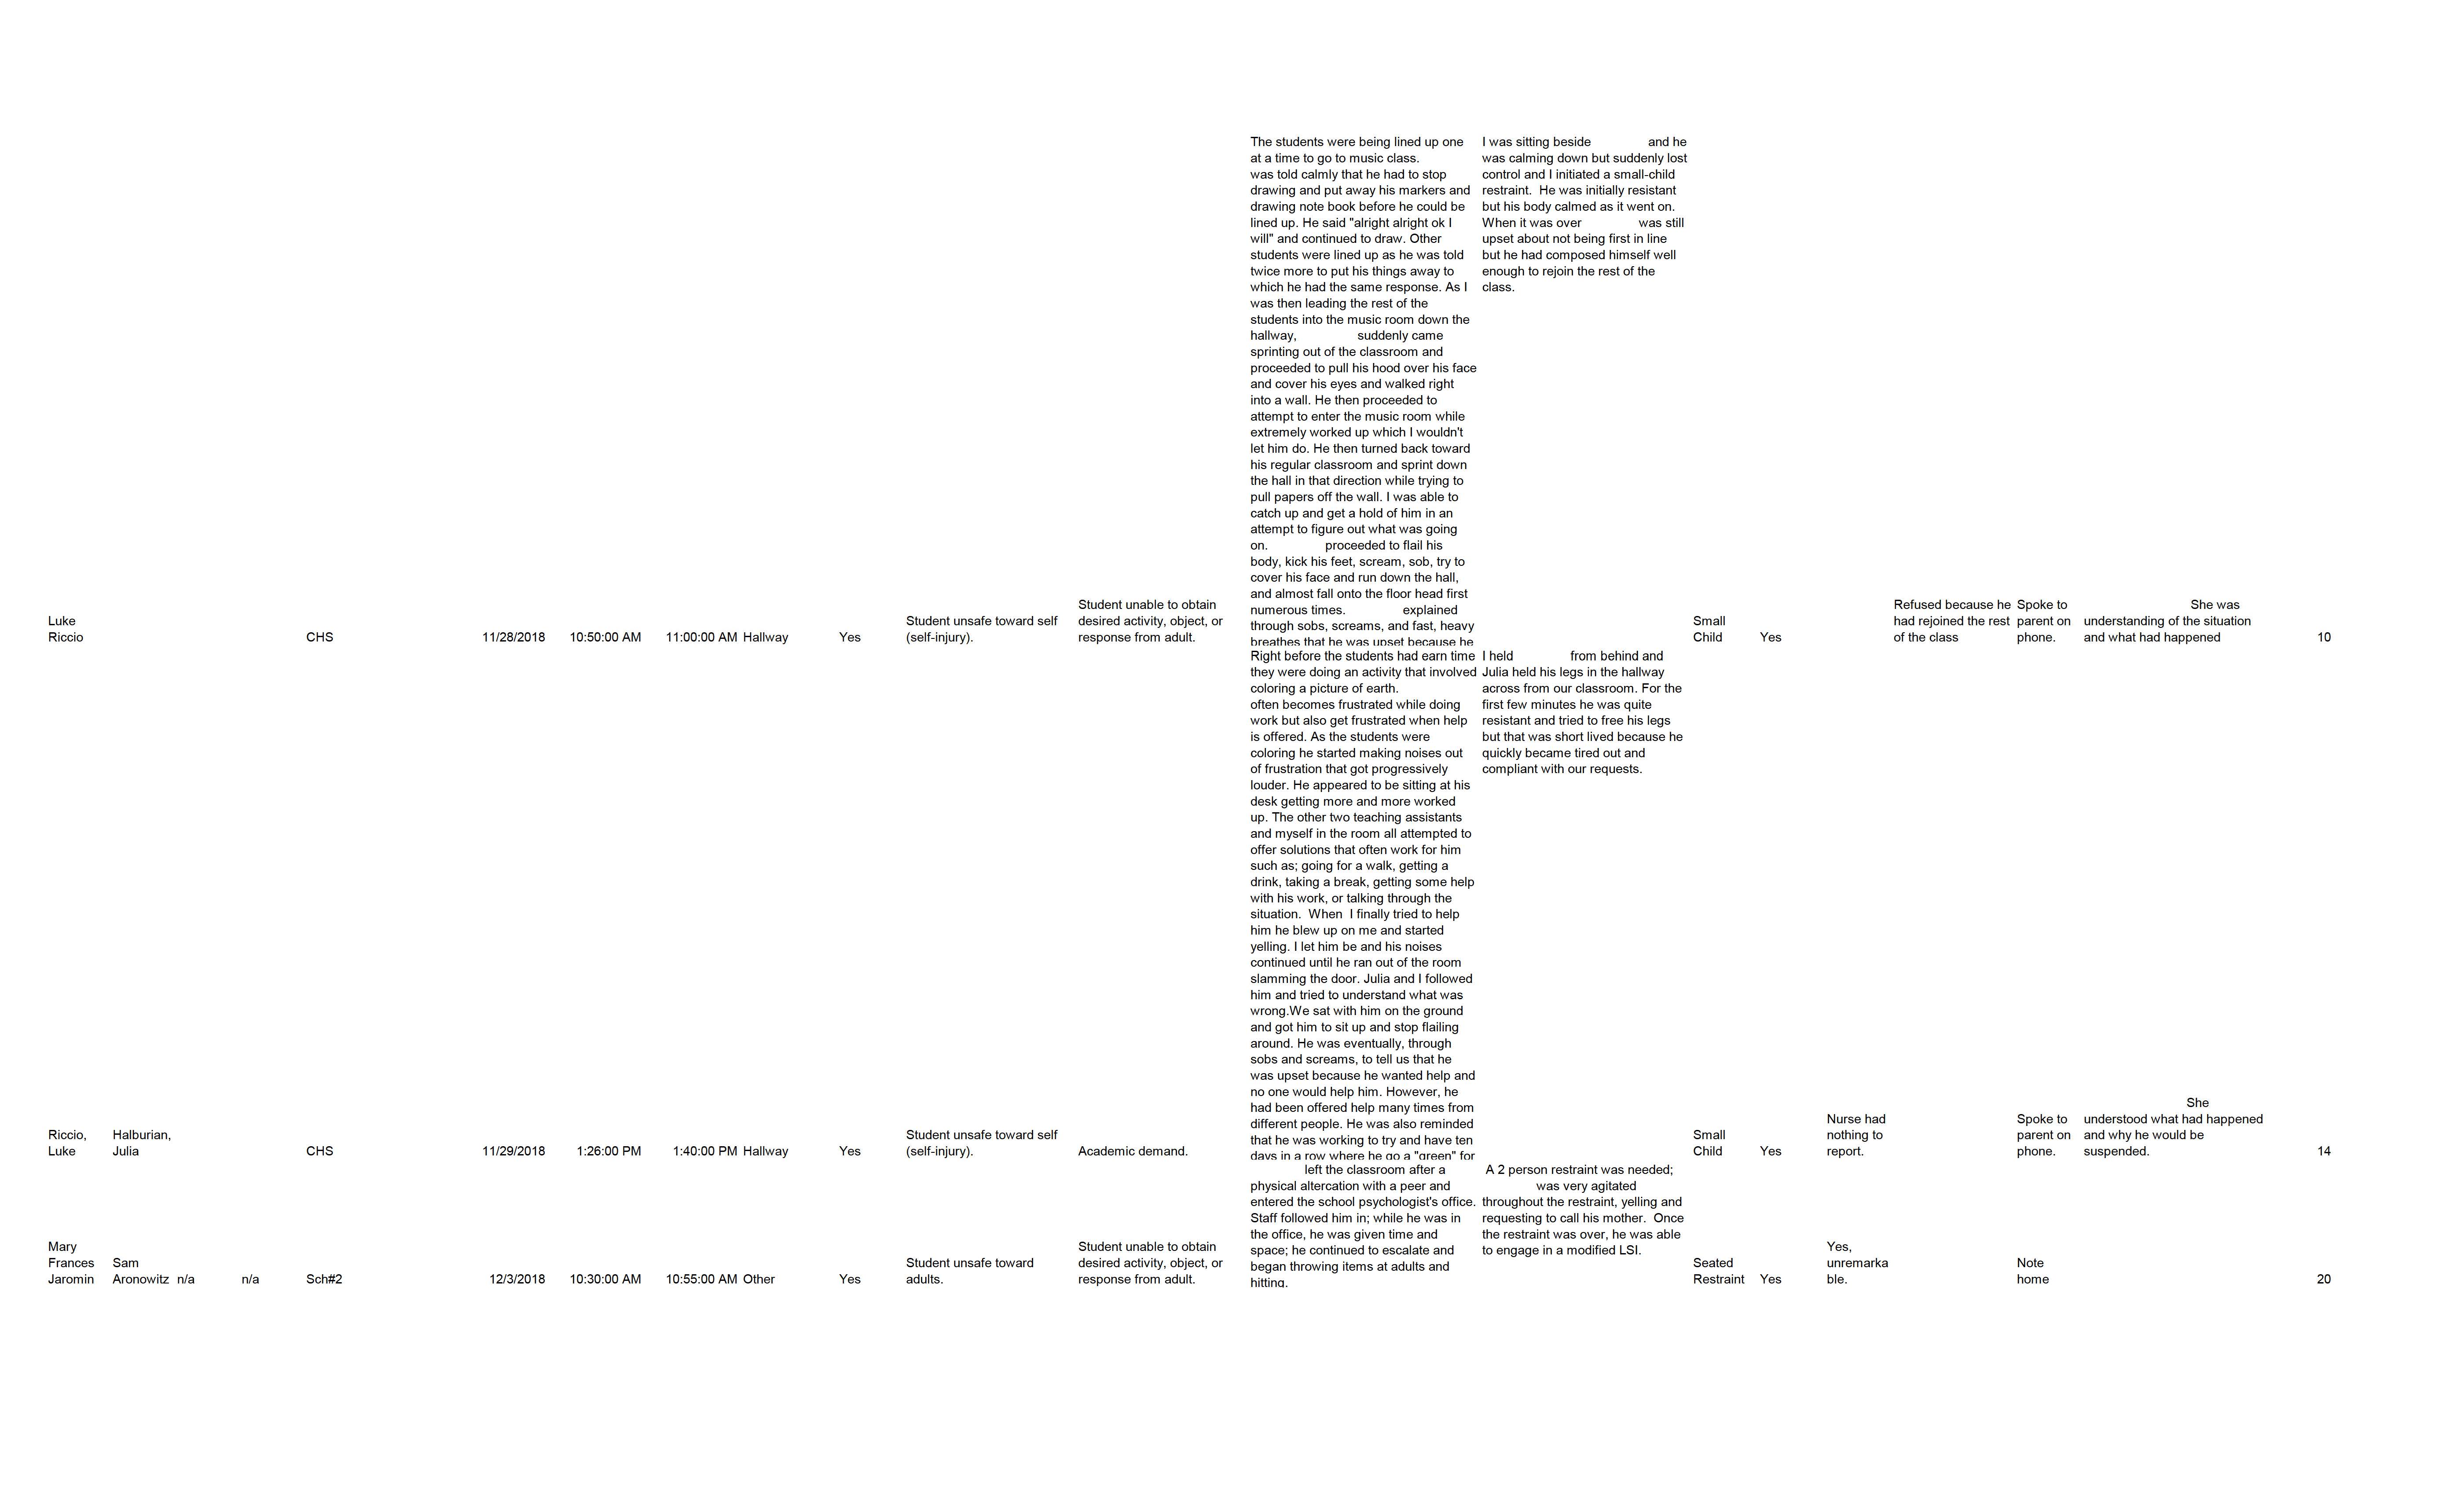 The students were being lined up one
at a time to go to music class.
was told calmly that he had to stop
drawing and put away his markers and
drawing note book before he could be
lined up. He said "alright alright ok I
will" and continued to draw. Other
students were lined up as he was told
twice more to put his things away to
which he had the same response. As I
was then leading the rest of the
students into the music room down the
hallway, suddenly came
sprinting out of the classroom and
proceeded to pull his hood over his face
and cover his eyes and walked right
into a wall. He then proceeded to
attempt to enter the music room while
extremely worked up which I wouldn't
let him do. He then turned back toward
his regular classroom and sprint down
the hall in that direction while trying to
pull papers off the wall. I was able to
catch up and get a hold of him in an
attempt to figure out what was going
on. proceeded to flail his
body, kick his feet, scream, sob, try to
cover his face and run down the hall,
and almost fall onto the floor head first
numerous times. explained
through sobs, screams, and fast, heavy
breathes that he was upset because he
I was sitting beside and he
was calming down but suddenly lost
control and I initiated a small-child
restraint. He was initially resistant
but his body calmed as it went on.
When it was over was still
upset about not being first in line
but he had composed himself well
enough to rejoin the rest of the
class.
Luke
Riccio
CHS
11/28/2018
10:50:00 AM
11:00:00 AM
Hallway
Yes
Student unsafe toward self
(self-injury).
Student unable to obtain
desired activity, object, or
response from adult.
Small
Child
Yes
Refused because he
had rejoined the rest
of the class
Spoke to
parent on
phone.
She was
understanding of the situation
and what had happened
10
Right before the students had earn time
they were doing an activity that involved
coloring a picture of earth.
often becomes frustrated while doing
work but also get frustrated when help
is offered. As the students were
coloring he started making noises out
of frustration that got progressively
louder. He appeared to be sitting at his
desk getting more and more worked
up. The other two teaching assistants
and myself in the room all attempted to
offer solutions that often work for him
such as; going for a walk, getting a
drink, taking a break, getting some help
with his work, or talking through the
situation. When I finally tried to help
him he blew up on me and started
yelling. I let him be and his noises
continued until he ran out of the room
slamming the door. Julia and I followed
him and tried to understand what was
wrong.We sat with him on the ground
and got him to sit up and stop flailing
around. He was eventually, through
sobs and screams, to tell us that he
was upset because he wanted help and
no one would help him. However, he
had been offered help many times from
different people. He was also reminded
that he was working to try and have ten
days in a row where he go a "green" for
I held from behind and
Julia held his legs in the hallway
across from our classroom. For the
first few minutes he was quite
resistant and tried to free his legs
but that was short lived because he
quickly became tired out and
compliant with our requests.
Riccio,
Luke
Halburian,
Julia
CHS
11/29/2018
1:26:00 PM
1:40:00 PM
Hallway
Yes
Student unsafe toward self
(self-injury).
Academic demand.
Small
Child
Yes
Nurse had
nothing to
report.
Spoke to
parent on
phone.
She
understood what had happened
and why he would be
suspended.
14
left the classroom after a
physical altercation with a peer and
entered the school psychologist's office.
Staff followed him in; while he was in
the office, he was given time and
space; he continued to escalate and
began throwing items at adults and
hitting.
A 2 person restraint was needed;
was very agitated
throughout the restraint, yelling and
requesting to call his mother. Once
the restraint was over, he was able
to engage in a modified LSI.
Mary
Frances
Jaromin
Sam
Aronowitz
n/a
n/a
Sch#2
12/3/2018
10:30:00 AM
10:55:00 AM
Other
Yes
Student unsafe toward
adults.
Student unable to obtain
desired activity, object, or
response from adult.
Seated
Restraint
Yes
Yes,
unremarka
ble.
Note
home
20